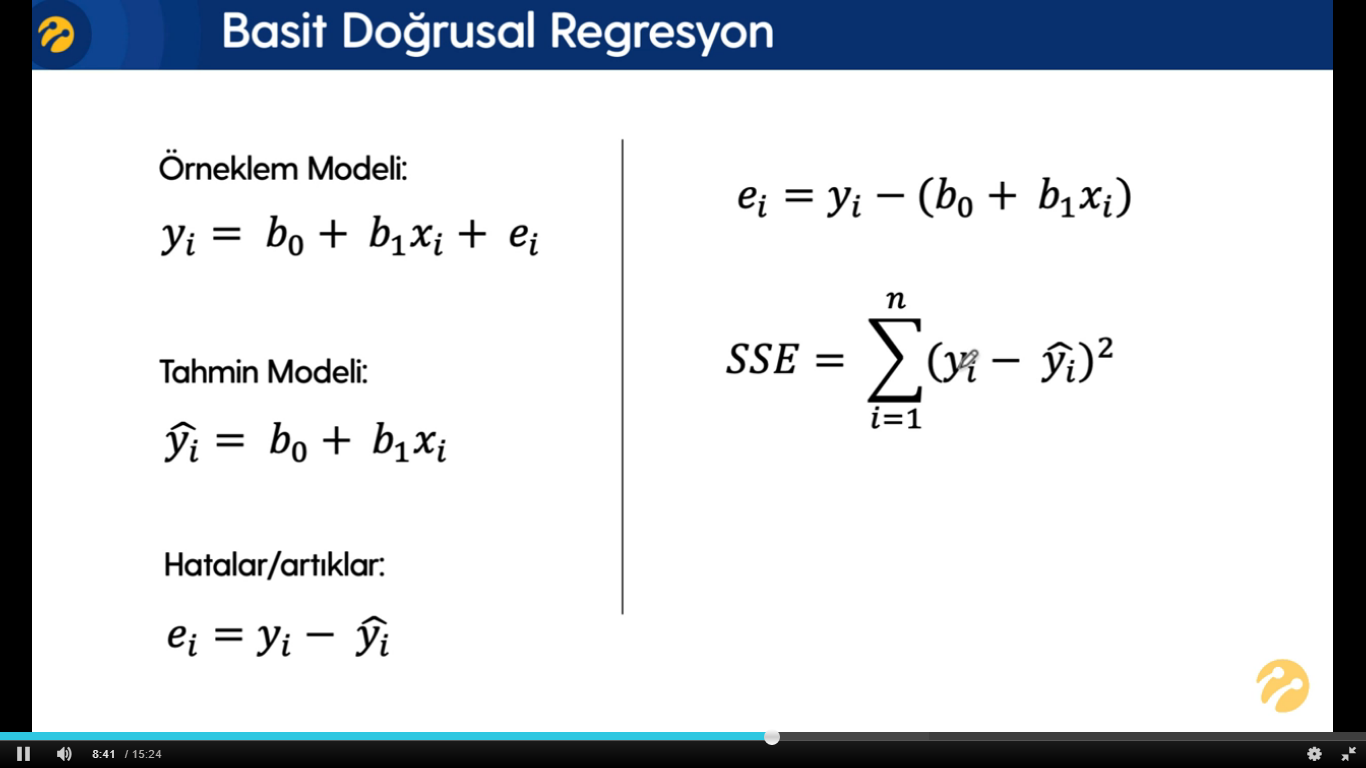 Basit Doğrusal Regresyon
Örneklem Modeli:
yᵢ = b₀ + b₁xᵢ + eᵢ
Tahmin Modeli:
ŷᵢ = b₀ + b₁xᵢ
Hatalar/artıklar:
eᵢ = yᵢ − ŷᵢ
eᵢ = yᵢ − (b₀ + b₁xᵢ)
SSE = ∑ᵢ₌₁ⁿ (yᵢ − ŷᵢ)²
8:41 / 15:24